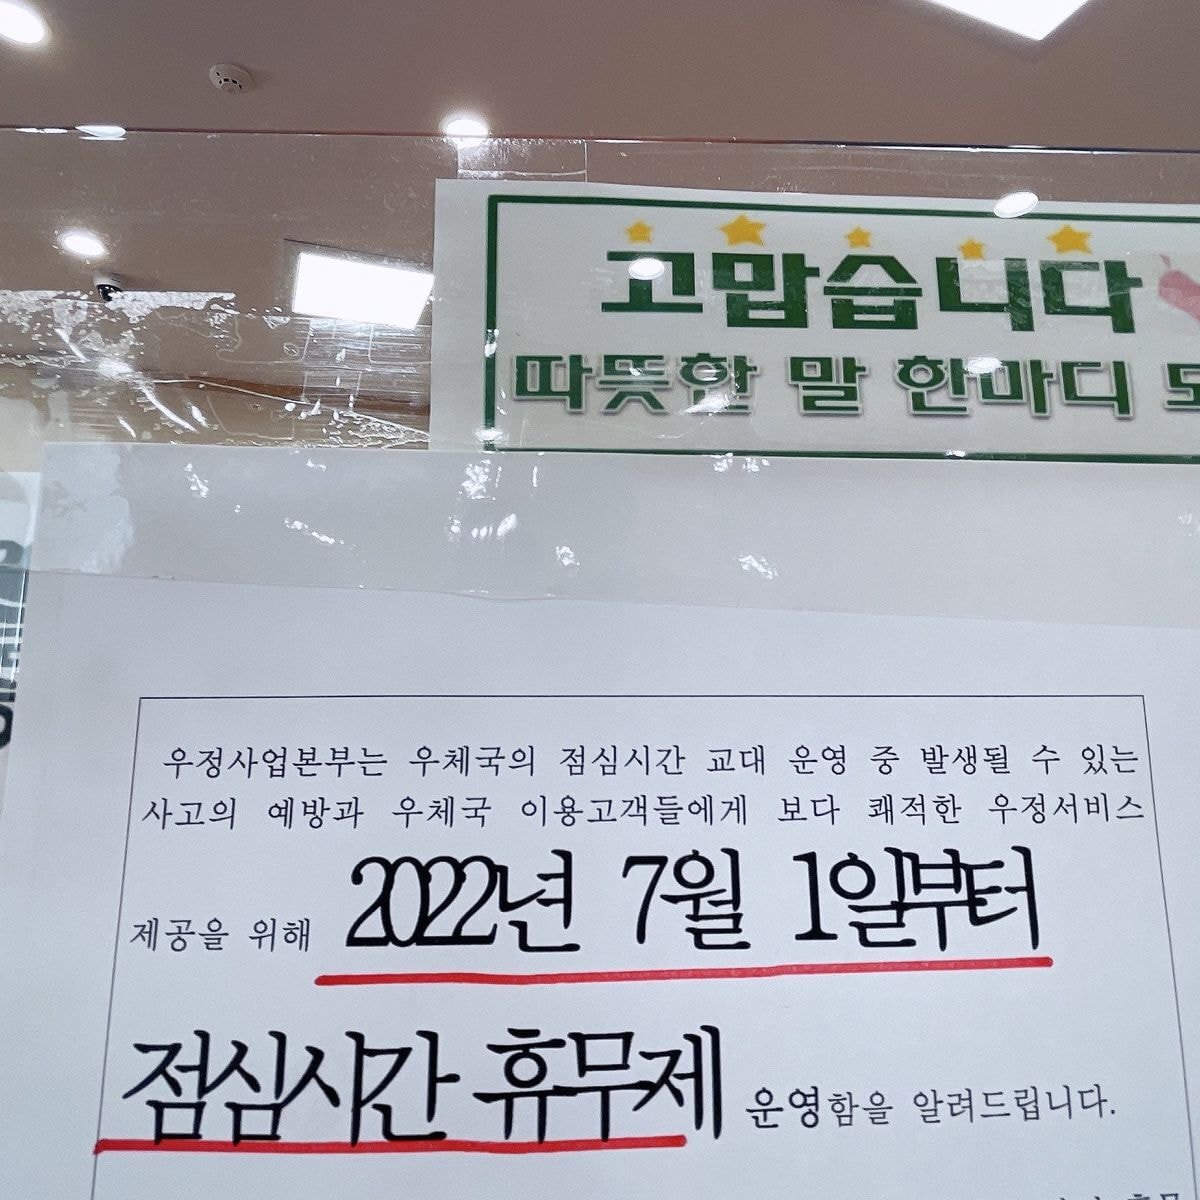 고맙습니다
따뜻한 말 한마디
우정사업본부는 우체국의 점심시간 교대 운영 중 발생될 수 있는
사고의 예방과 우체국 이용고객들에게 보다 쾌적한 우정서비스
제공을 위해 2022년 7월 1일부터
점심시간 휴무제 운영함을 알려드립니다.